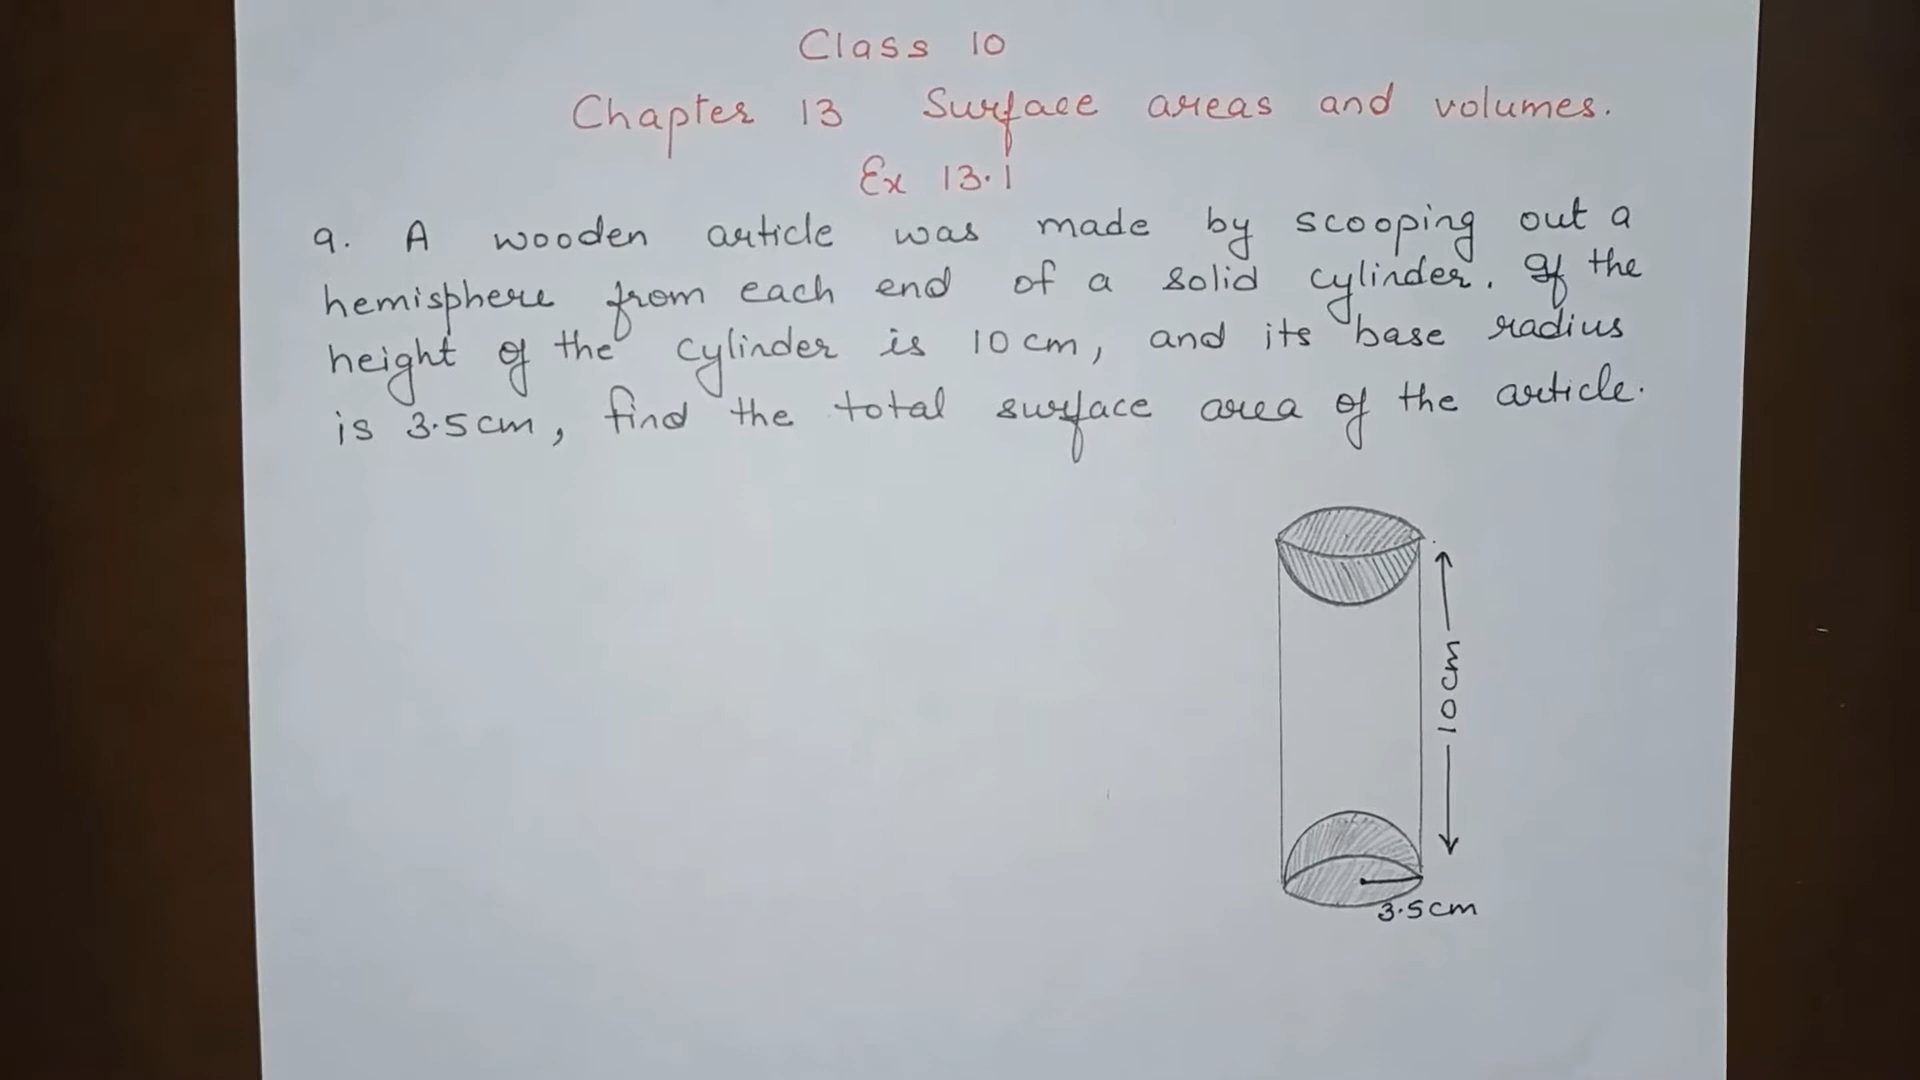 Class 10
Chapter 13 Surface areas and volumes.
Ex 13.1
9. A wooden article was made by scooping out a
hemisphere from each end of a solid cylinder. If the
height of the cylinder is 10 cm, and its base radius
is 3.5 cm, find the total surface area of the article.
10cm
3.5cm